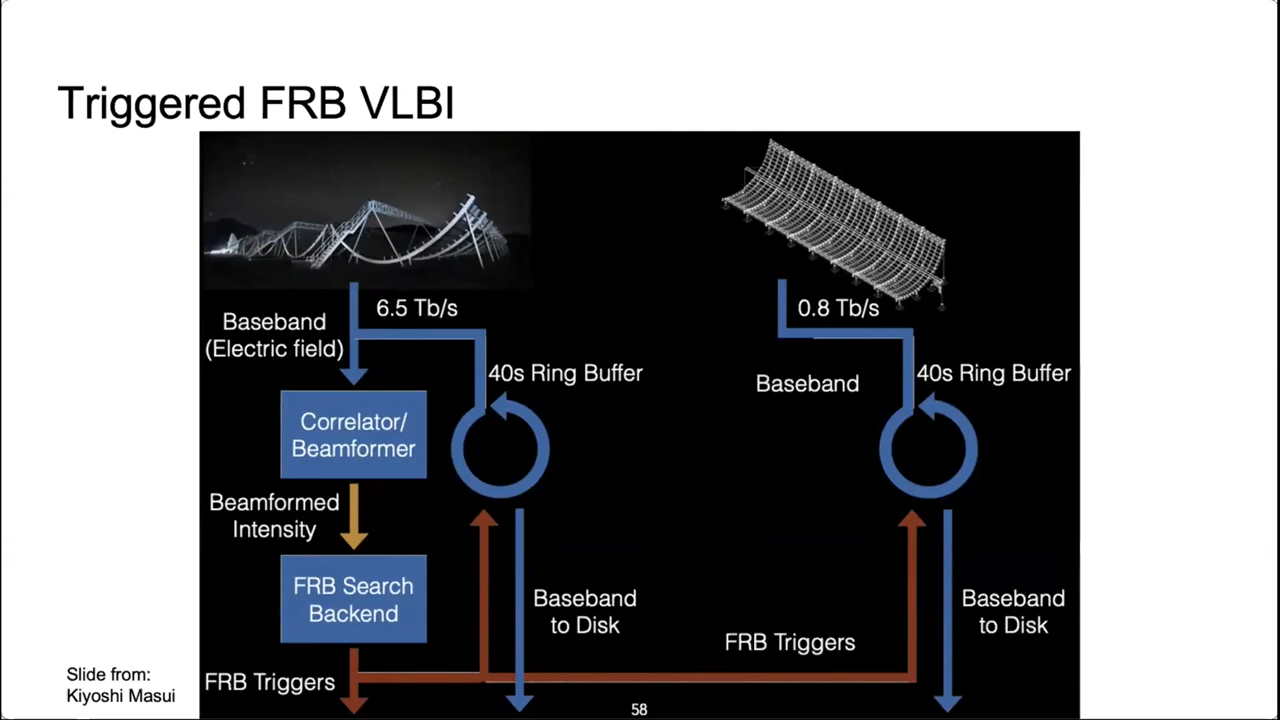 Triggered FRB VLBI
6.5 Tb/s
Baseband
(Electric field)
40s Ring Buffer
Correlator/
Beamformer
Beamformed
Intensity
FRB Search
Backend
Baseband
to Disk
FRB Triggers
0.8 Tb/s
Baseband
40s Ring Buffer
FRB Triggers
Baseband
to Disk
Slide from:
Kiyoshi Masui
58